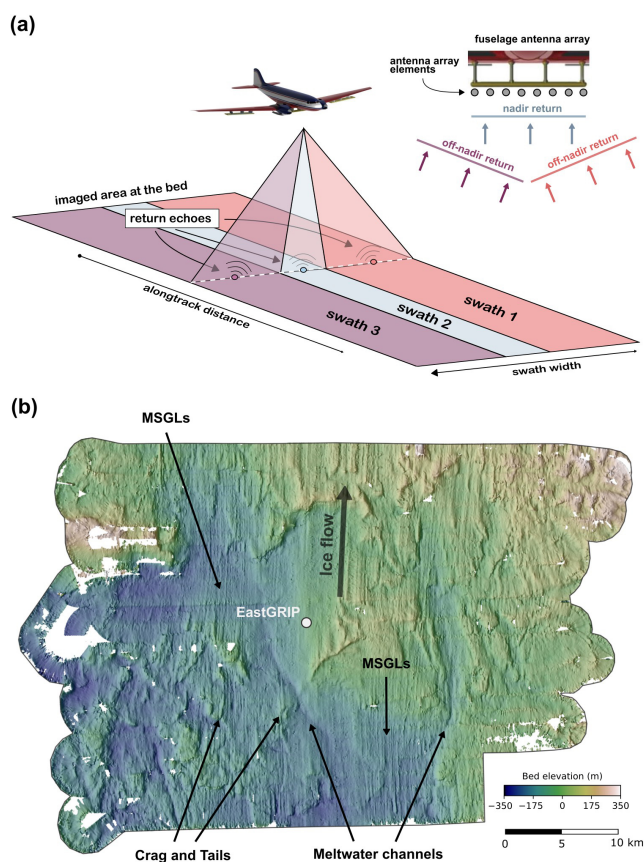 (a)
fuselage antenna array
antenna array
elements
nadir return
off-nadir return
off-nadir return
imaged area at the bed
return echoes
swath 1
swath 2
swath 3
alongtrack distance
swath width
(b)
MSGLs
Ice flow
EastGRIP
MSGLs
Bed elevation (m)
−350 −175 0 175 350
0 5 10 km
Crag and Tails
Meltwater channels